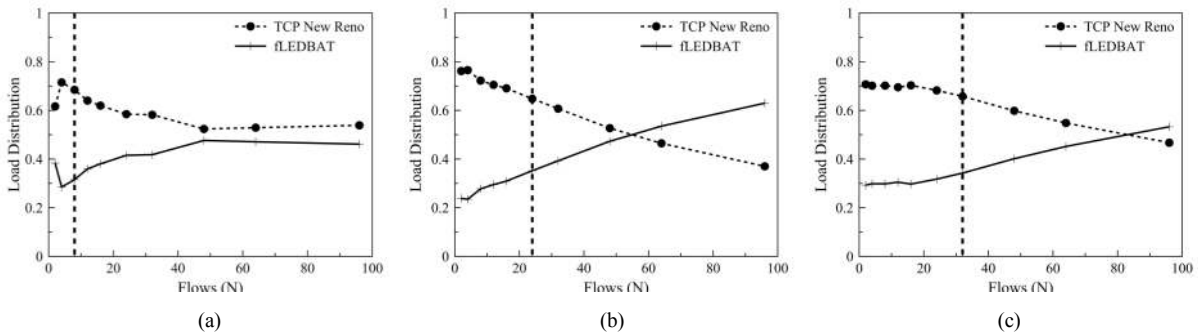 1
0.8
0.6
0.4
0.2
0
Load Distribution
TCP New Reno
fLEDBAT
0 20 40 60 80 100
Flows (N)
(a)
1
0.8
0.6
0.4
0.2
0
Load Distribution
TCP New Reno
fLEDBAT
0 20 40 60 80 100
Flows (N)
(b)
1
0.8
0.6
0.4
0.2
0
Load Distribution
TCP New Reno
fLEDBAT
0 20 40 60 80 100
Flows (N)
(c)